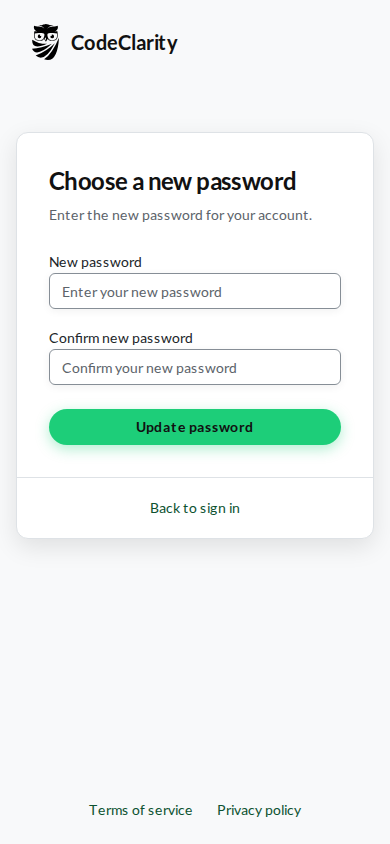 CodeClarity
Choose a new password
Enter the new password for your account.
New password
Enter your new password
Confirm new password
Confirm your new password
Update password
Back to sign in
Terms of service Privacy policy